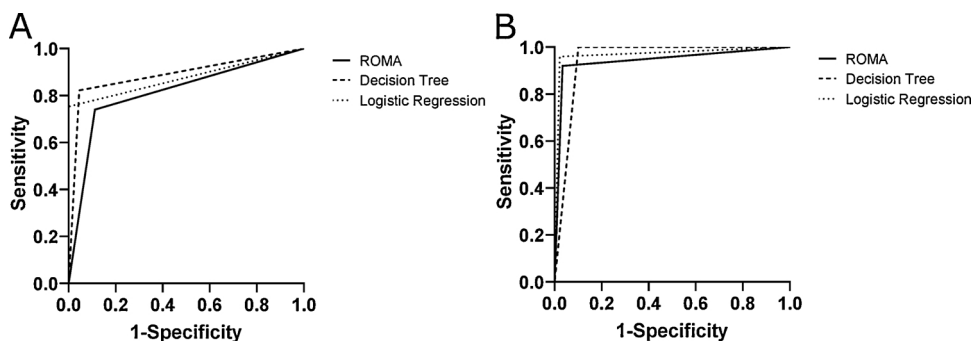 A
Sensitivity
1.0
0.8
0.6
0.4
0.2
0.0
0.0 0.2 0.4 0.6 0.8 1.0
1-Specificity
ROMA
Decision Tree
Logistic Regression
B
Sensitivity
1.0
0.8
0.6
0.4
0.2
0.0
0.0 0.2 0.4 0.6 0.8 1.0
1-Specificity
ROMA
Decision Tree
Logistic Regression